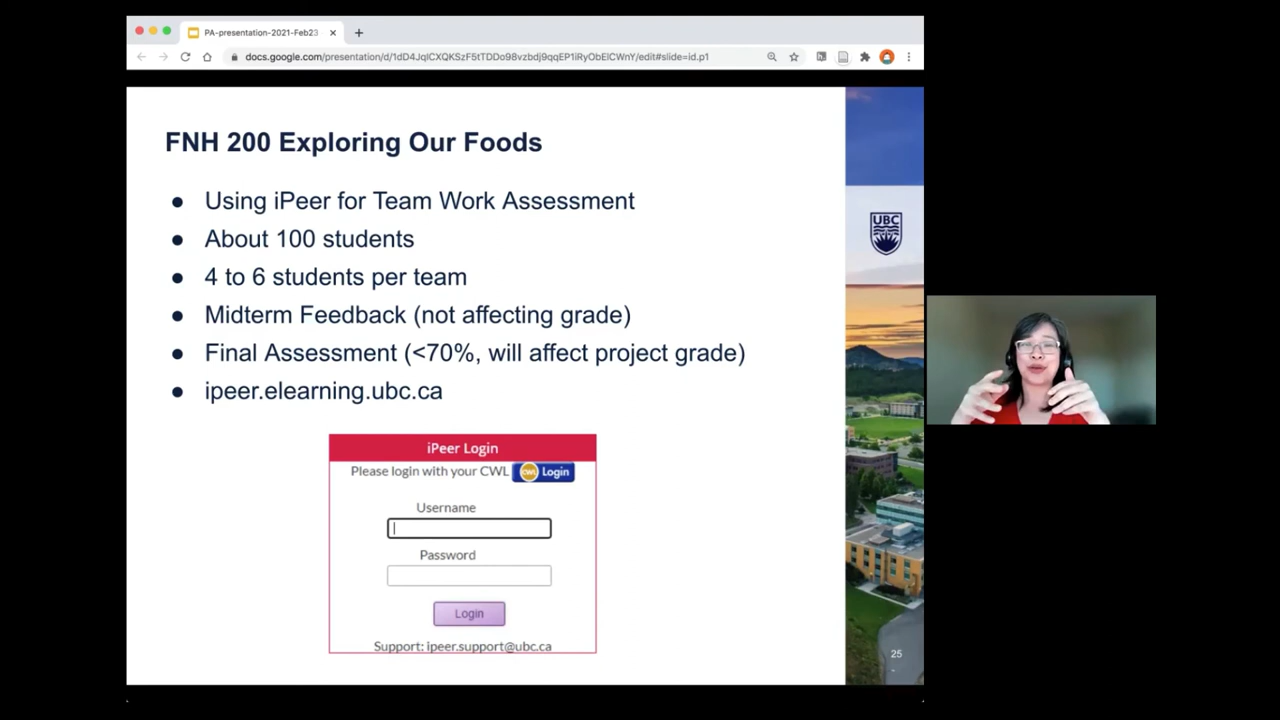 PA-presentation-2021-Feb23
docs.google.com/presentation/d/1dD4JqICXQKSzF5tTDDo98vzbdj9qqEP1iRyObElCWnY/edit#slide=id.p1
FNH 200 Exploring Our Foods
● Using iPeer for Team Work Assessment
● About 100 students
● 4 to 6 students per team
● Midterm Feedback (not affecting grade)
● Final Assessment (<70%, will affect project grade)
● ipeer.elearning.ubc.ca
UBC
iPeer Login
Please login with your CWL CWL Login
Username
Password
Login
Support: ipeer.support@ubc.ca
25